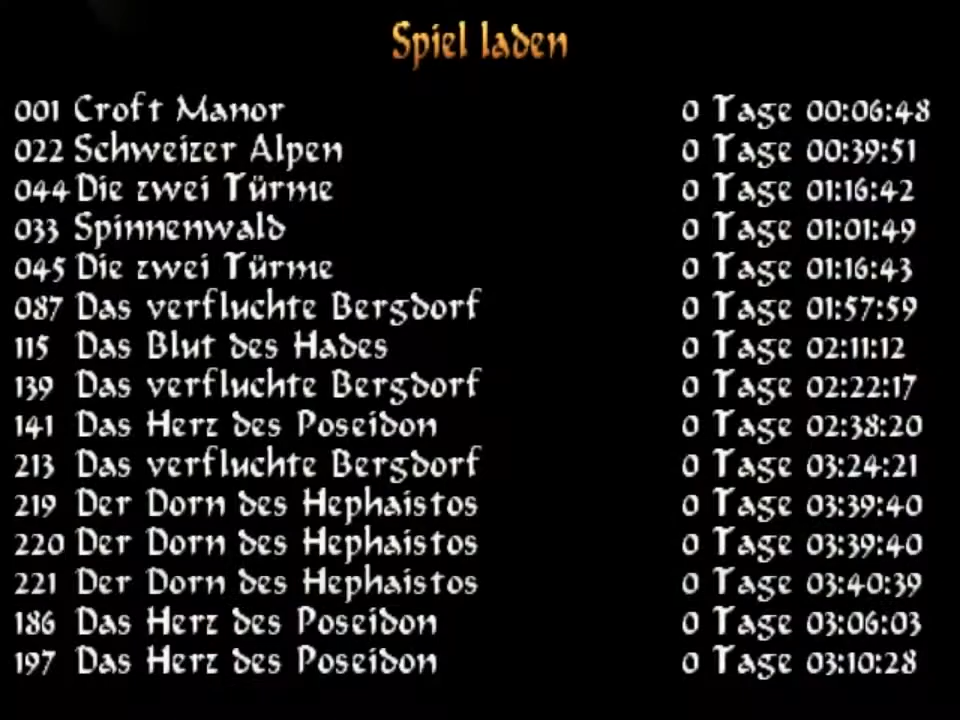 Spiel laden
001 Croft Manor 0 Tage 00:06:48
022 Schweizer Alpen 0 Tage 00:39:51
044 Die zwei Türme 0 Tage 01:16:42
033 Spinnenwald 0 Tage 01:01:49
045 Die zwei Türme 0 Tage 01:16:43
087 Das verfluchte Bergdorf 0 Tage 01:57:59
115 Das Blut des Hades 0 Tage 02:11:12
139 Das verfluchte Bergdorf 0 Tage 02:22:17
141 Das Herz des Poseidon 0 Tage 02:38:20
213 Das verfluchte Bergdorf 0 Tage 03:24:21
219 Der Dorn des Hephaistos 0 Tage 03:39:40
220 Der Dorn des Hephaistos 0 Tage 03:39:40
221 Der Dorn des Hephaistos 0 Tage 03:40:39
186 Das Herz des Poseidon 0 Tage 03:06:03
197 Das Herz des Poseidon 0 Tage 03:10:28